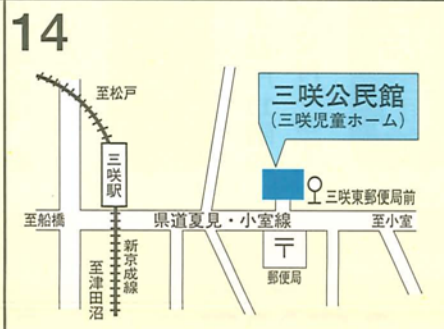 14
至松戸
三咲公民館
(三咲児童ホーム)
三咲駅
三咲東郵便局前
至船橋
県道夏見・小室線
至小室
新京成線
至津田沼
〒
郵便局